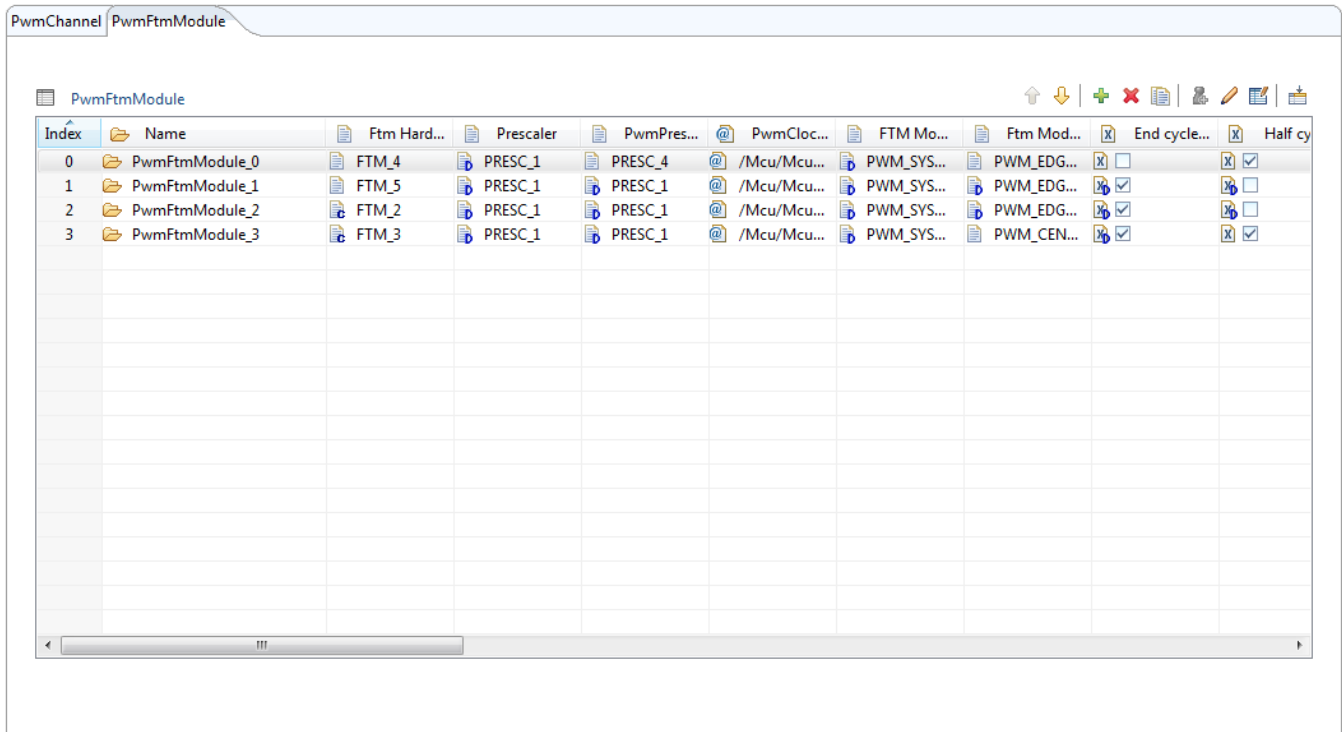 PwmChannel PwmFtmModule
PwmFtmModule
Index Name Ftm Hard... Prescaler PwmPres... PwmCloc... FTM Mo... Ftm Mod... End cycle... Half cy
0 PwmFtmModule_0 FTM_4 PRESC_1 PRESC_4 /Mcu/Mcu... PWM_SYS... PWM_EDG...
1 PwmFtmModule_1 FTM_5 PRESC_1 PRESC_1 /Mcu/Mcu... PWM_SYS... PWM_EDG...
2 PwmFtmModule_2 FTM_2 PRESC_1 PRESC_1 /Mcu/Mcu... PWM_SYS... PWM_EDG...
3 PwmFtmModule_3 FTM_3 PRESC_1 PRESC_1 /Mcu/Mcu... PWM_SYS... PWM_CEN...